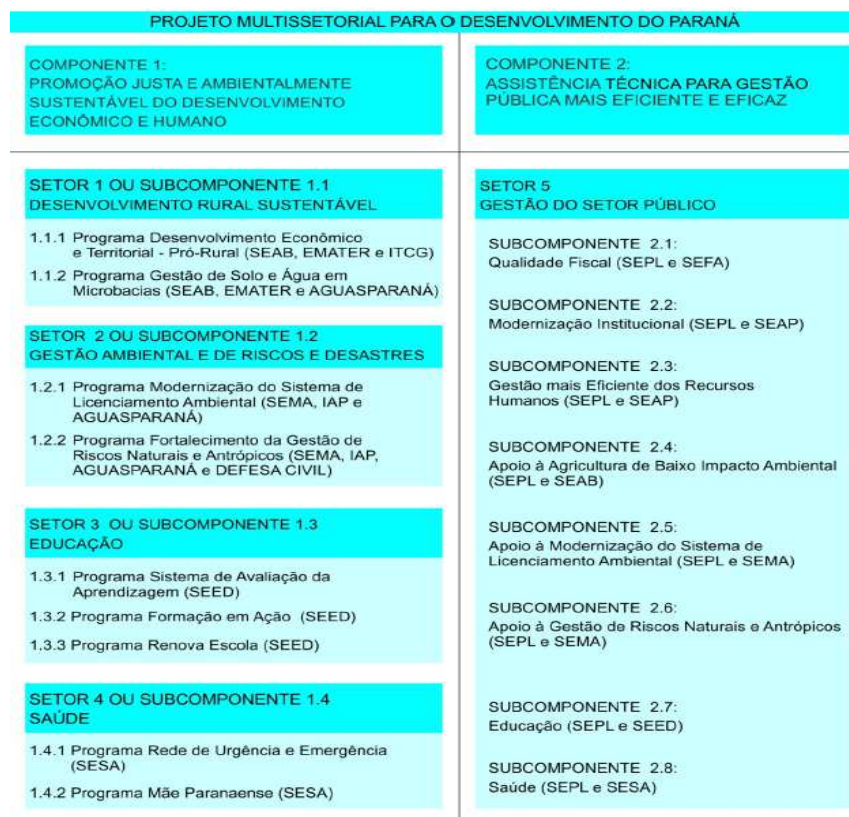 PROJETO MULTISSETORIAL PARA O DESENVOLVIMENTO DO PARANÁ
COMPONENTE 1:
PROMOÇÃO JUSTA E AMBIENTALMENTE
SUSTENTÁVEL DO DESENVOLVIMENTO
ECONÔMICO E HUMANO
COMPONENTE 2:
ASSISTÊNCIA TÉCNICA PARA GESTÃO
PÚBLICA MAIS EFICIENTE E EFICAZ
SETOR 1 OU SUBCOMPONENTE 1.1
DESENVOLVIMENTO RURAL SUSTENTÁVEL
1.1.1 Programa Desenvolvimento Econômico
e Territorial - Pró-Rural (SEAB, EMATER e ITCG)
1.1.2 Programa Gestão de Solo e Água em
Microbacias (SEAB, EMATER e AGUASPARANÁ)
SETOR 2 OU SUBCOMPONENTE 1.2
GESTÃO AMBIENTAL E DE RISCOS E DESASTRES
1.2.1 Programa Modernização do Sistema de
Licenciamento Ambiental (SEMA, IAP e
AGUASPARANÁ)
1.2.2 Programa Fortalecimento da Gestão de
Riscos Naturais e Antrópicos (SEMA, IAP,
AGUASPARANÁ e DEFESA CIVIL)
SETOR 3 OU SUBCOMPONENTE 1.3
EDUCAÇÃO
1.3.1 Programa Sistema de Avaliação da
Aprendizagem (SEED)
1.3.2 Programa Formação em Ação (SEED)
1.3.3 Programa Renova Escola (SEED)
SETOR 4 OU SUBCOMPONENTE 1.4
SAÚDE
1.4.1 Programa Rede de Urgência e Emergência
(SESA)
1.4.2 Programa Mãe Paranaense (SESA)
SETOR 5
GESTÃO DO SETOR PÚBLICO
SUBCOMPONENTE 2.1:
Qualidade Fiscal (SEPL e SEFA)
SUBCOMPONENTE 2.2:
Modernização Institucional (SEPL e SEAP)
SUBCOMPONENTE 2.3:
Gestão mais Eficiente dos Recursos
Humanos (SEPL e SEAP)
SUBCOMPONENTE 2.4:
Apoio à Agricultura de Baixo Impacto Ambiental
(SEPL e SEAB)
SUBCOMPONENTE 2.5:
Apoio à Modernização do Sistema de
Licenciamento Ambiental (SEPL e SEMA)
SUBCOMPONENTE 2.6:
Apoio à Gestão de Riscos Naturais e Antrópicos
(SEPL e SEMA)
SUBCOMPONENTE 2.7:
Educação (SEPL e SEED)
SUBCOMPONENTE 2.8:
Saúde (SEPL e SESA)